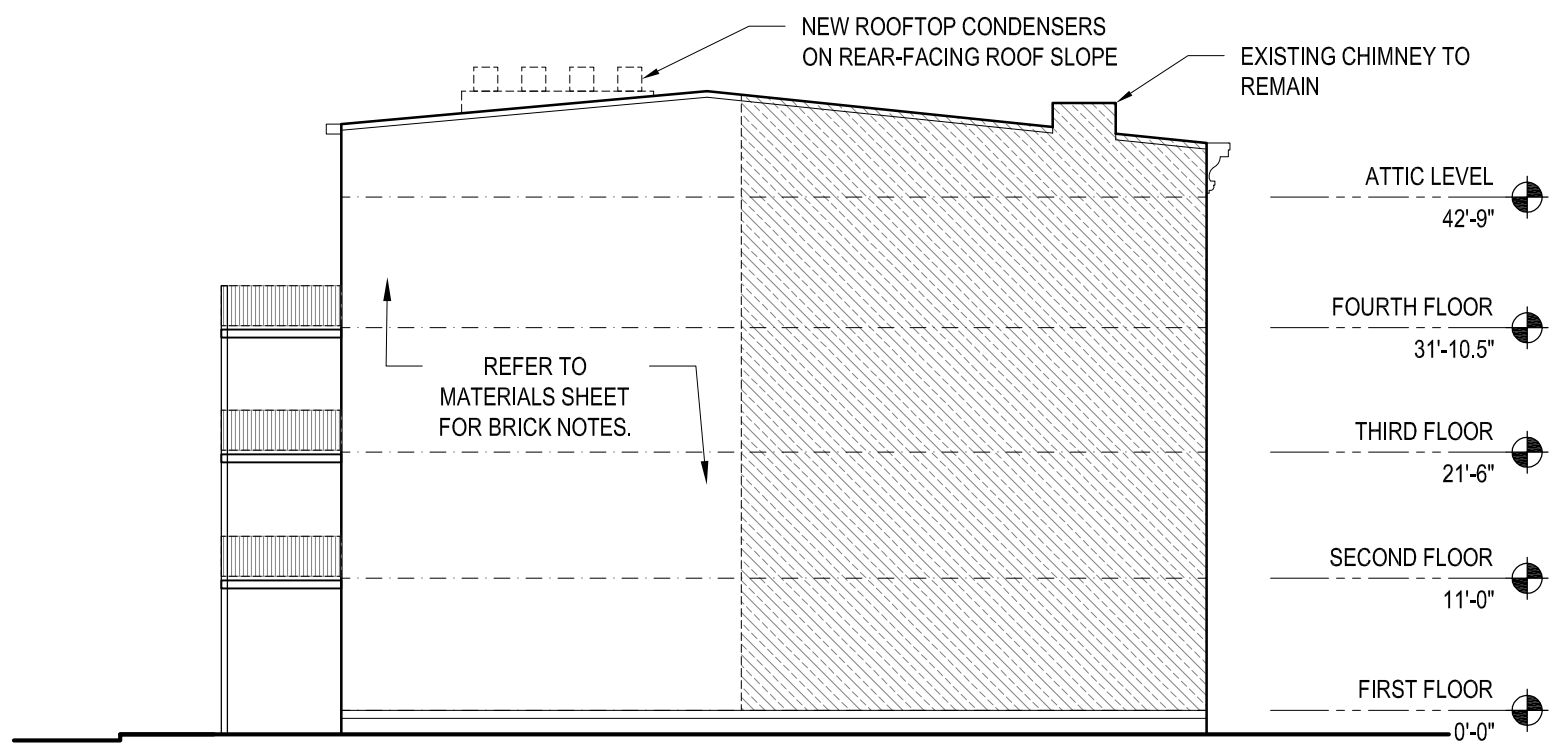 NEW ROOFTOP CONDENSERS
ON REAR-FACING ROOF SLOPE
EXISTING CHIMNEY TO
REMAIN
ATTIC LEVEL
42'-9"
FOURTH FLOOR
31'-10.5"
REFER TO
MATERIALS SHEET
FOR BRICK NOTES.
THIRD FLOOR
21'-6"
SECOND FLOOR
11'-0"
FIRST FLOOR
0'-0"